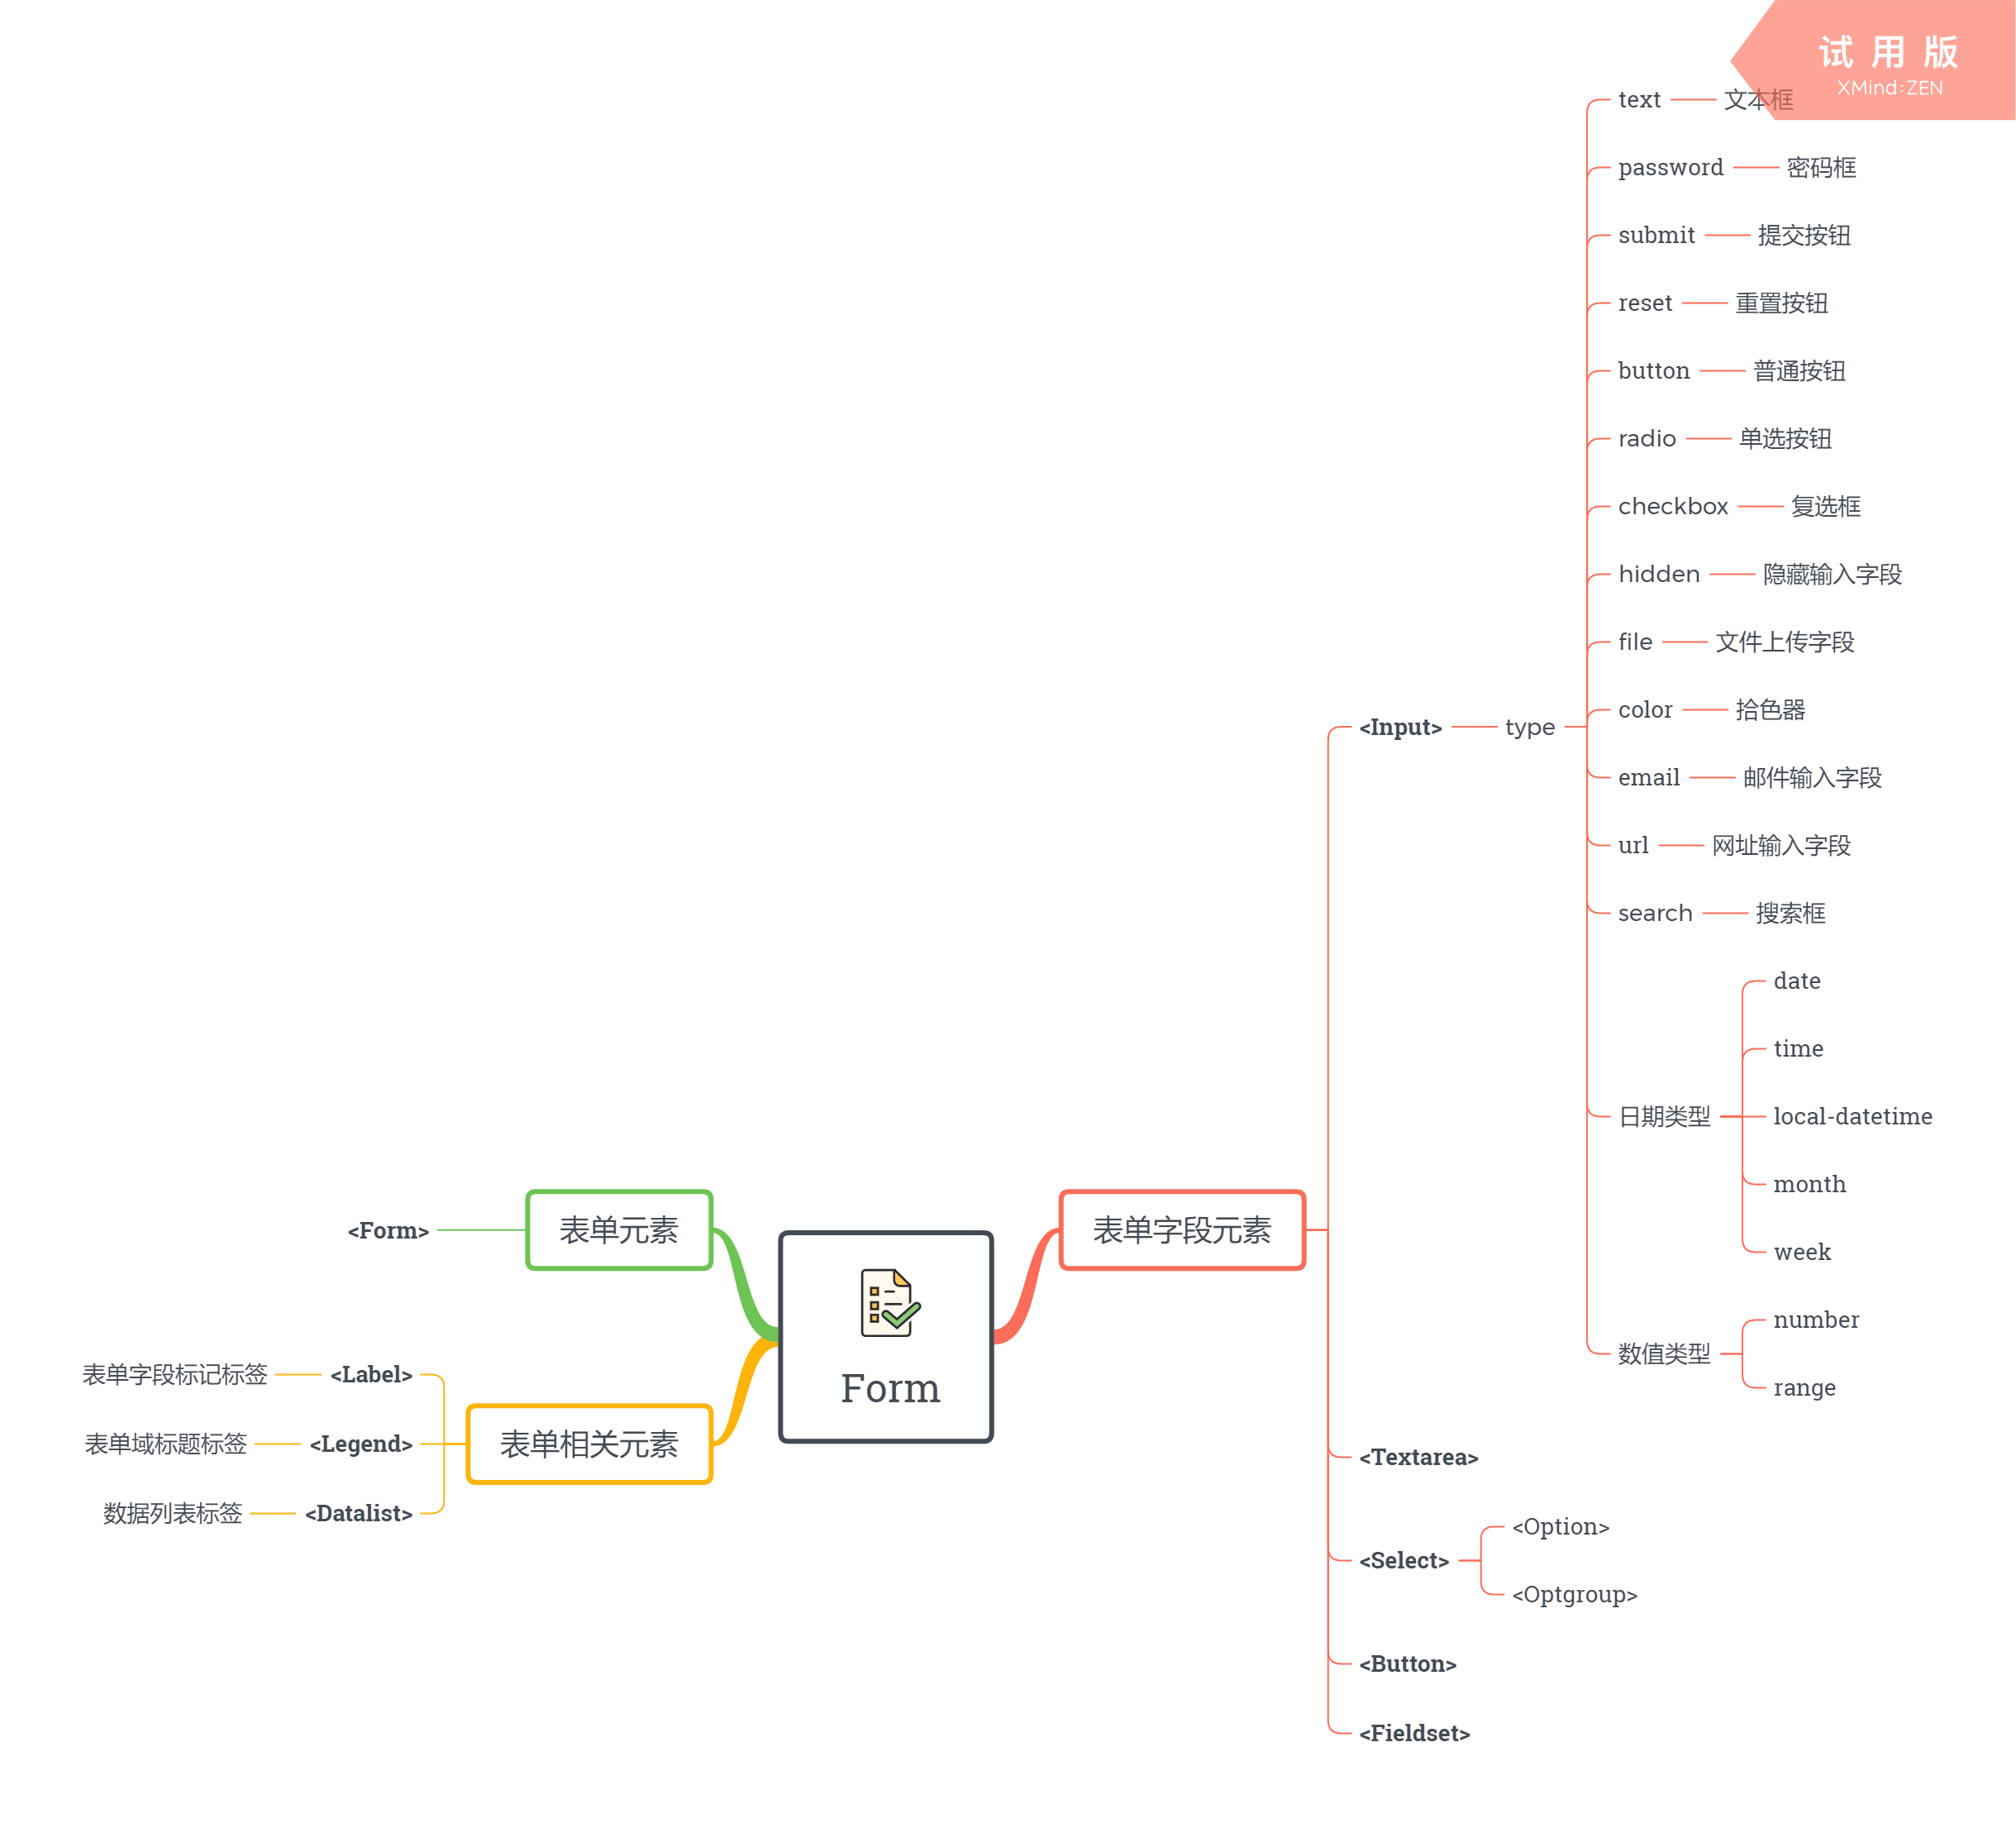 试用版
XMind:ZEN
text 文本框
password 密码框
submit 提交按钮
reset 重置按钮
button 普通按钮
radio 单选按钮
checkbox 复选框
hidden 隐藏输入字段
file 文件上传字段
<Input> type
color 拾色器
email 邮件输入字段
url 网址输入字段
search 搜索框
日期类型
date
time
local-datetime
month
week
数值类型
number
range
表单字段元素
<Textarea>
<Select>
<Option>
<Optgroup>
<Button>
<Fieldset>
Form
表单元素
<Form>
表单相关元素
表单字段标记标签 <Label>
表单域标题标签 <Legend>
数据列表标签 <Datalist>